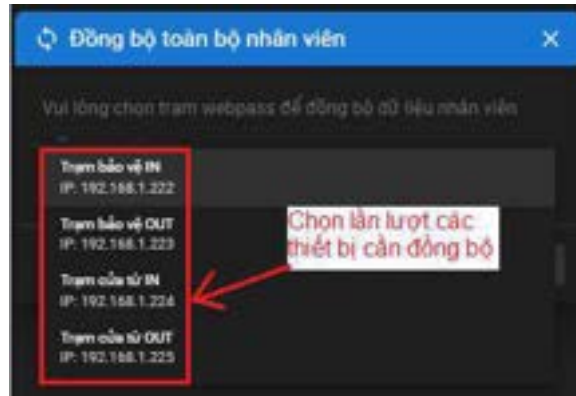 Đồng bộ toàn bộ nhân viên
Vui lòng chọn trạm webpass để đồng bộ dữ liệu nhân viên
Trạm bảo vệ IN
IP: 192.168.1.222
Trạm bảo vệ OUT
IP: 192.168.1.223
Trạm cửa từ IN
IP: 192.168.1.224
Trạm cửa từ OUT
IP: 192.168.1.225
Chọn lần lượt các
thiết bị cần đồng bộ